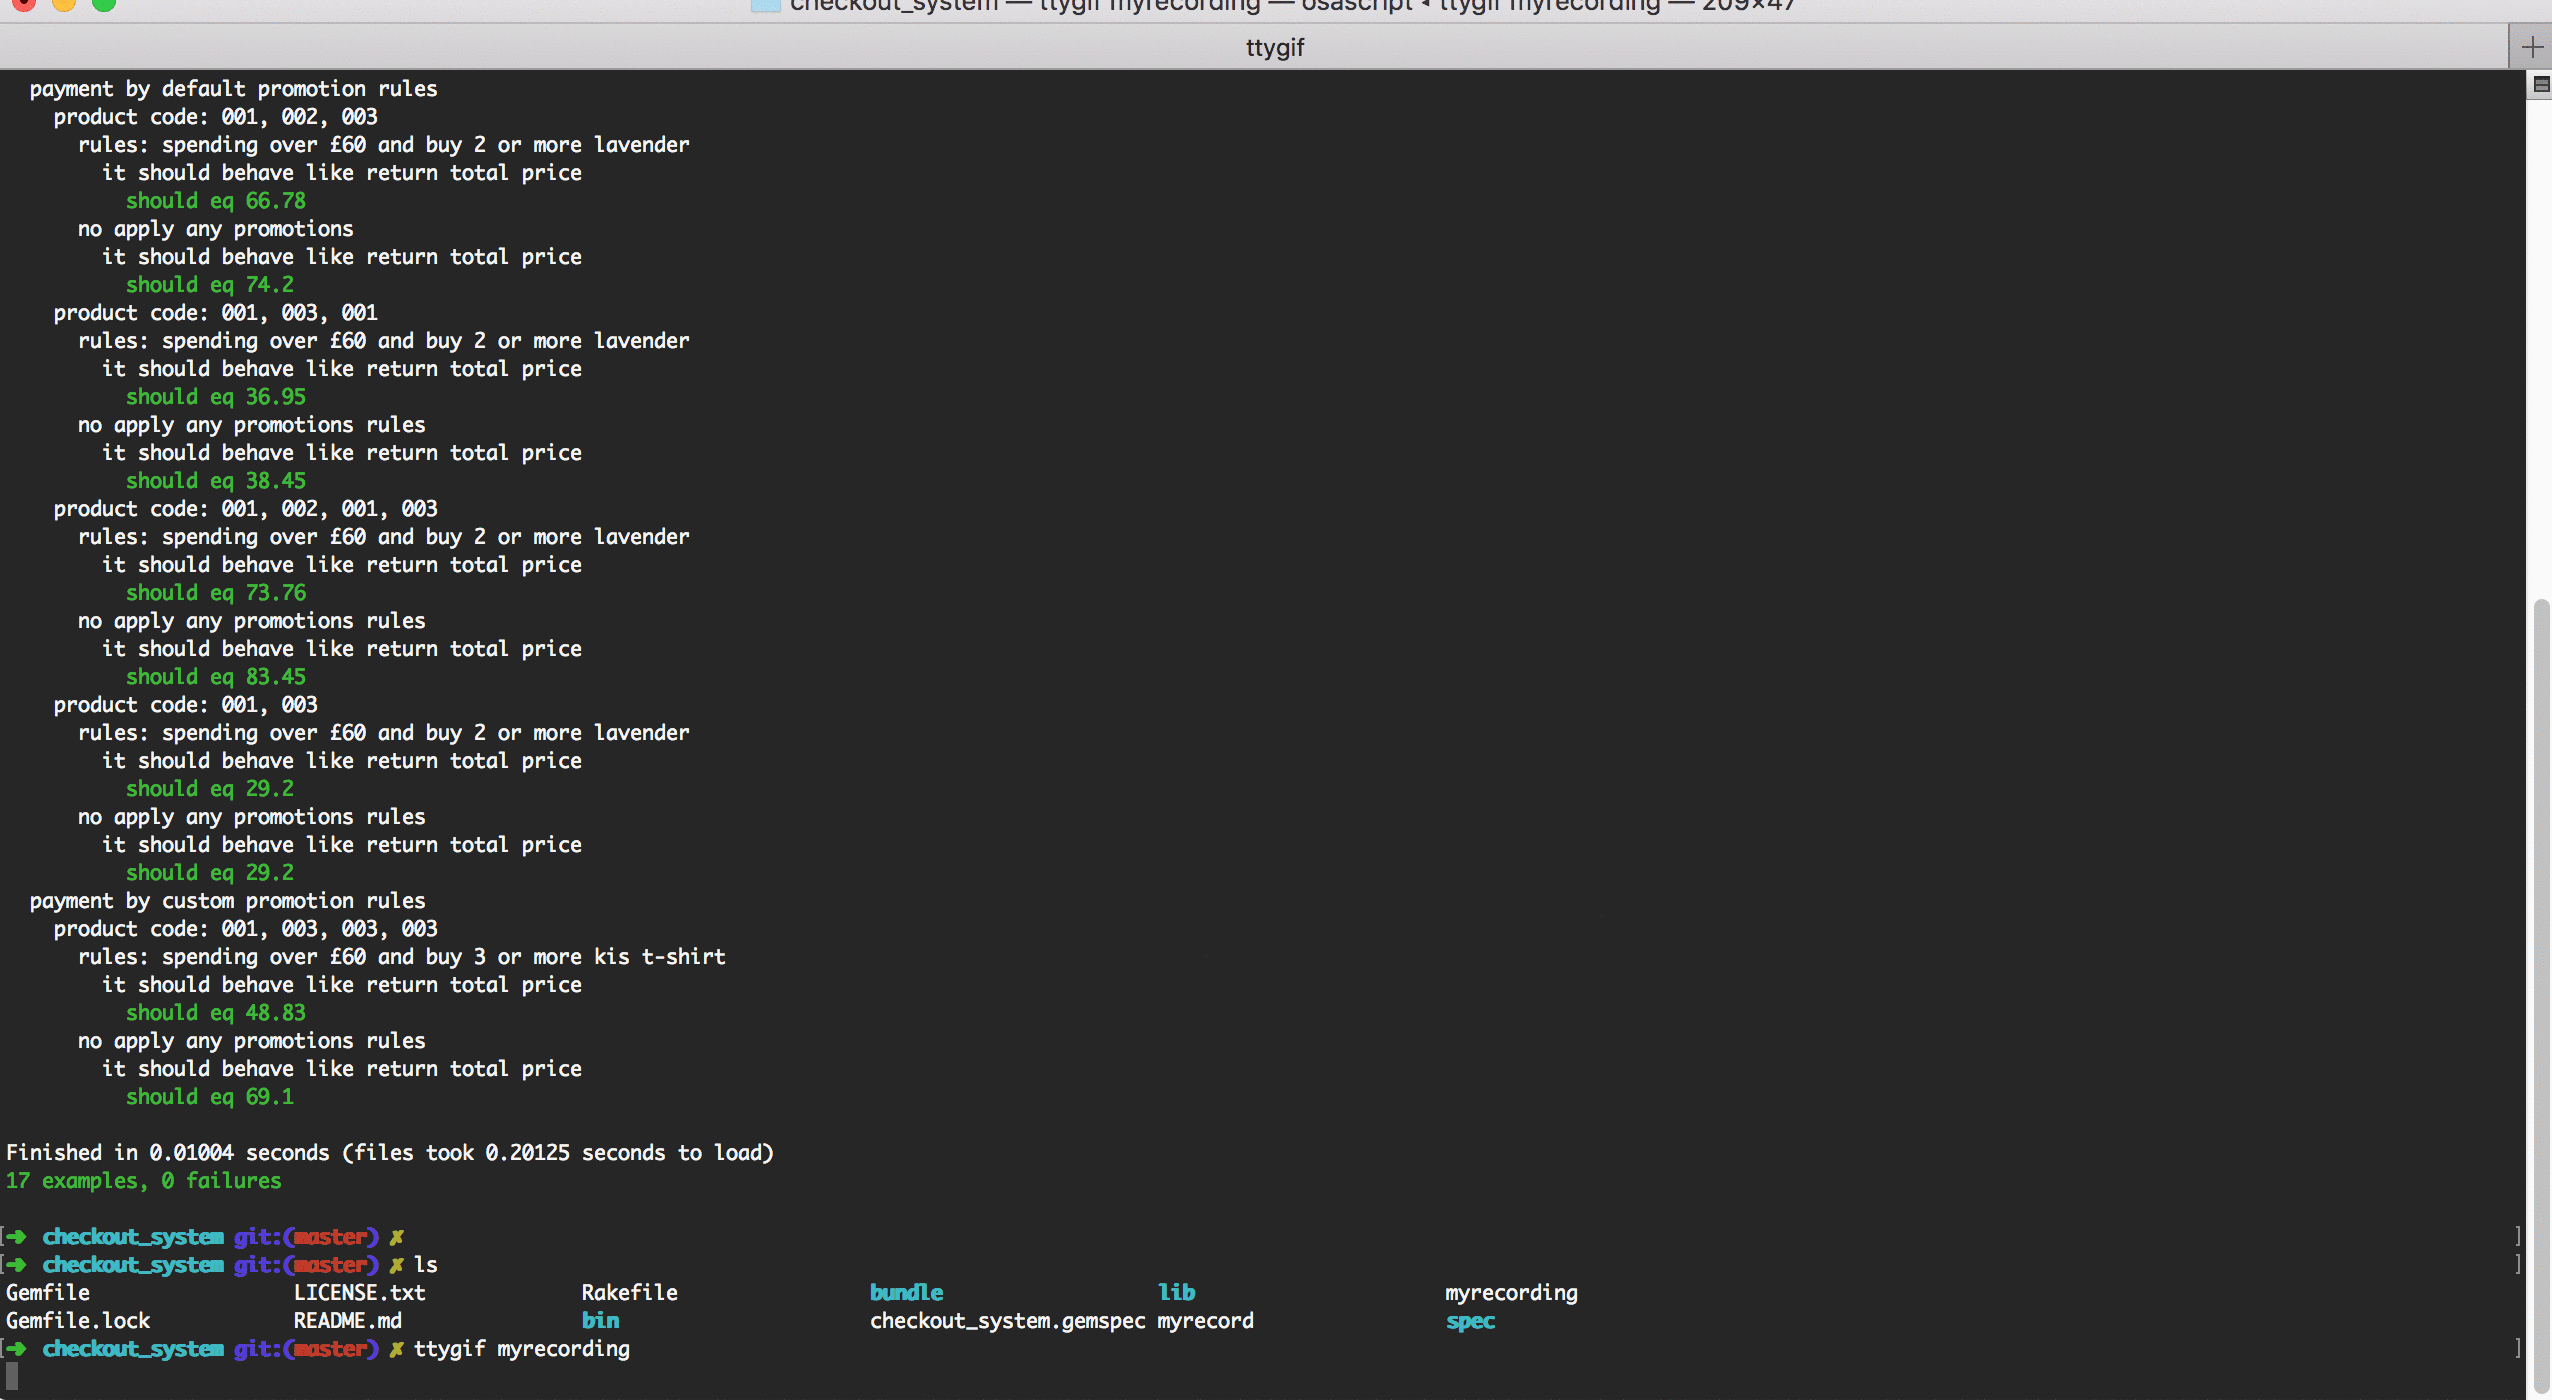 checkout_system — ttygif myrecording — osascript ◂ ttygif myrecording — 209×47
ttygif
payment by default promotion rules
product code: 001, 002, 003
rules: spending over £60 and buy 2 or more lavender
it should behave like return total price
should eq 66.78
no apply any promotions
it should behave like return total price
should eq 74.2
product code: 001, 003, 001
rules: spending over £60 and buy 2 or more lavender
it should behave like return total price
should eq 36.95
no apply any promotions rules
it should behave like return total price
should eq 38.45
product code: 001, 002, 001, 003
rules: spending over £60 and buy 2 or more lavender
it should behave like return total price
should eq 73.76
no apply any promotions rules
it should behave like return total price
should eq 83.45
product code: 001, 003
rules: spending over £60 and buy 2 or more lavender
it should behave like return total price
should eq 29.2
no apply any promotions rules
it should behave like return total price
should eq 29.2
payment by custom promotion rules
product code: 001, 003, 003, 003
rules: spending over £60 and buy 3 or more kis t-shirt
it should behave like return total price
should eq 48.83
no apply any promotions rules
it should behave like return total price
should eq 69.1
Finished in 0.01004 seconds (files took 0.20125 seconds to load)
17 examples, 0 failures
[➜ checkout_system git:(master) ✗ ]
[➜ checkout_system git:(master) ✗ ls ]
Gemfile LICENSE.txt Rakefile bundle lib myrecording
Gemfile.lock README.md bin checkout_system.gemspec myrecord spec
[➜ checkout_system git:(master) ✗ ttygif myrecording ]